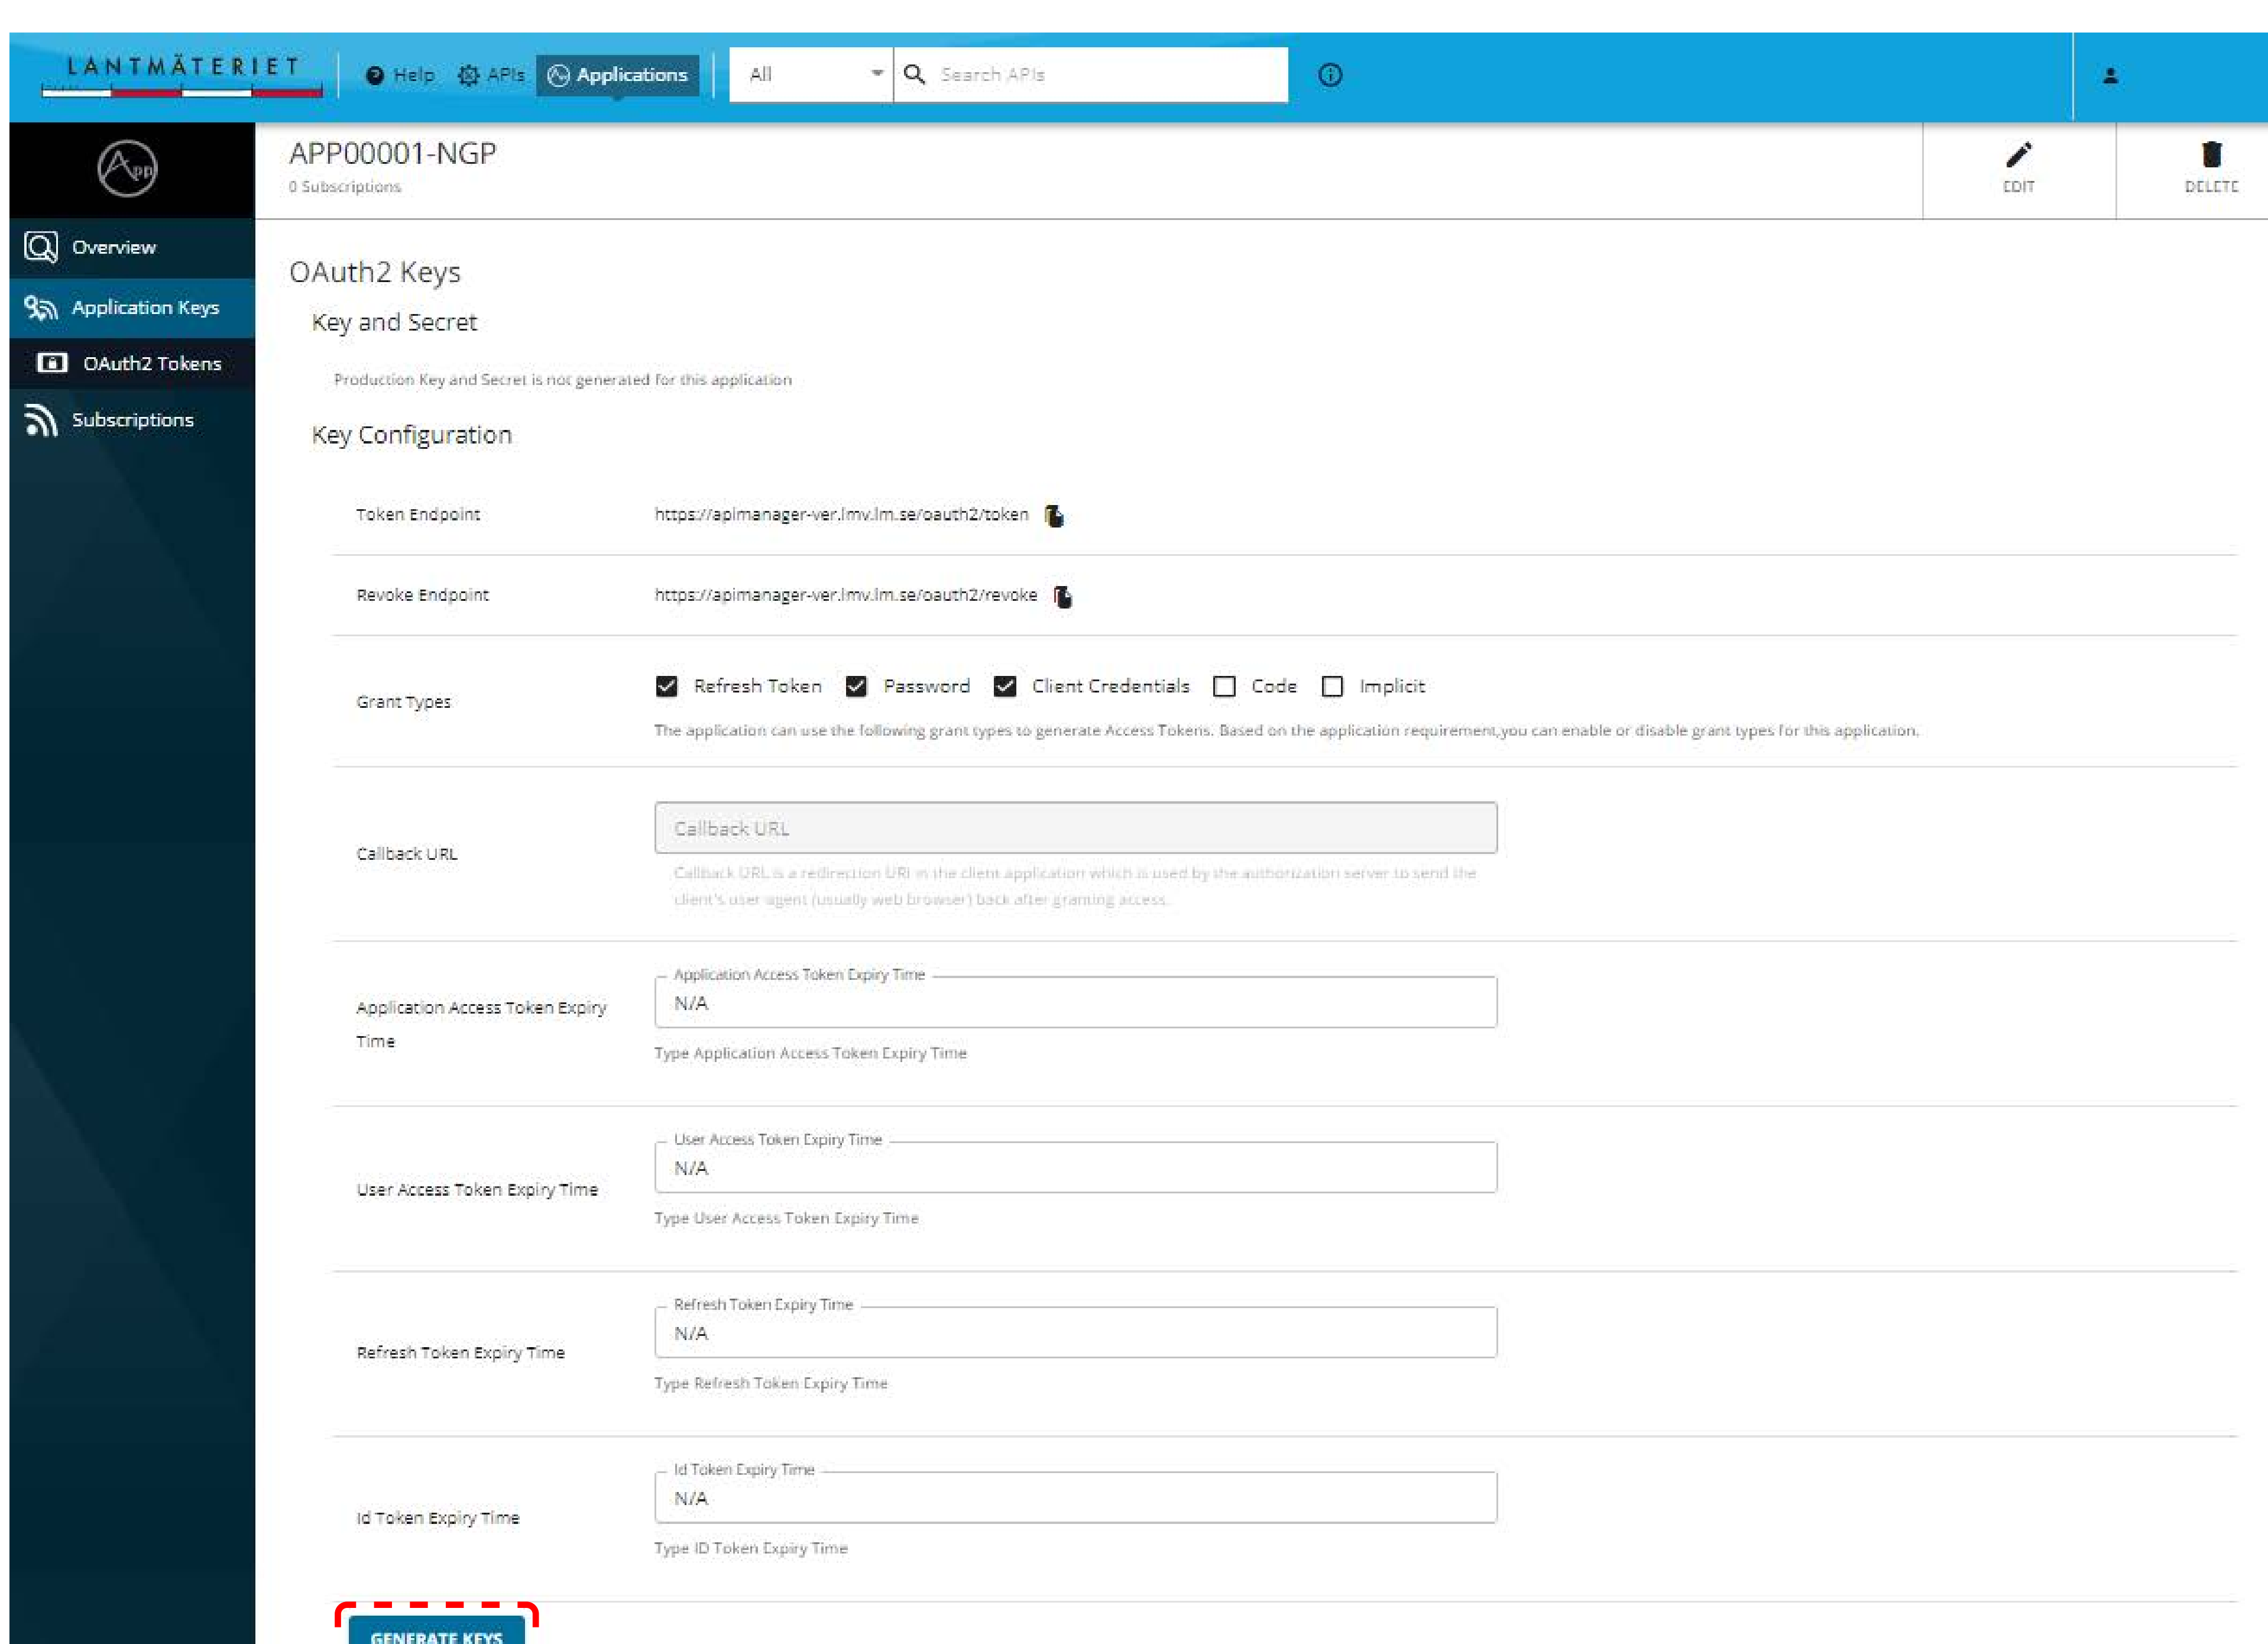 LANTMÄTERIET
Help APIs Applications All Search APIs
App
APP00001-NGP
0 Subscriptions
EDIT DELETE
Overview
Application Keys
OAuth2 Tokens
Subscriptions
OAuth2 Keys
Key and Secret
Production Key and Secret is not generated for this application
Key Configuration
Token Endpoint https://apimanager-ver.lmv.lm.se/oauth2/token
Revoke Endpoint https://apimanager-ver.lmv.lm.se/oauth2/revoke
Grant Types Refresh Token Password Client Credentials Code Implicit
The application can use the following grant types to generate Access Tokens. Based on the application requirement,you can enable or disable grant types for this application.
Callback URL Callback URL
Callback URL is a redirection URI in the client application which is used by the authorization server to send the
client's user agent (usually web browser) back after granting access.
Application Access Token Expiry Time
Application Access Token Expiry
Time
N/A
Type Application Access Token Expiry Time
User Access Token Expiry Time
User Access Token Expiry Time
N/A
Type User Access Token Expiry Time
Refresh Token Expiry Time
Refresh Token Expiry Time
N/A
Type Refresh Token Expiry Time
Id Token Expiry Time
Id Token Expiry Time
N/A
Type ID Token Expiry Time
GENERATE KEYS